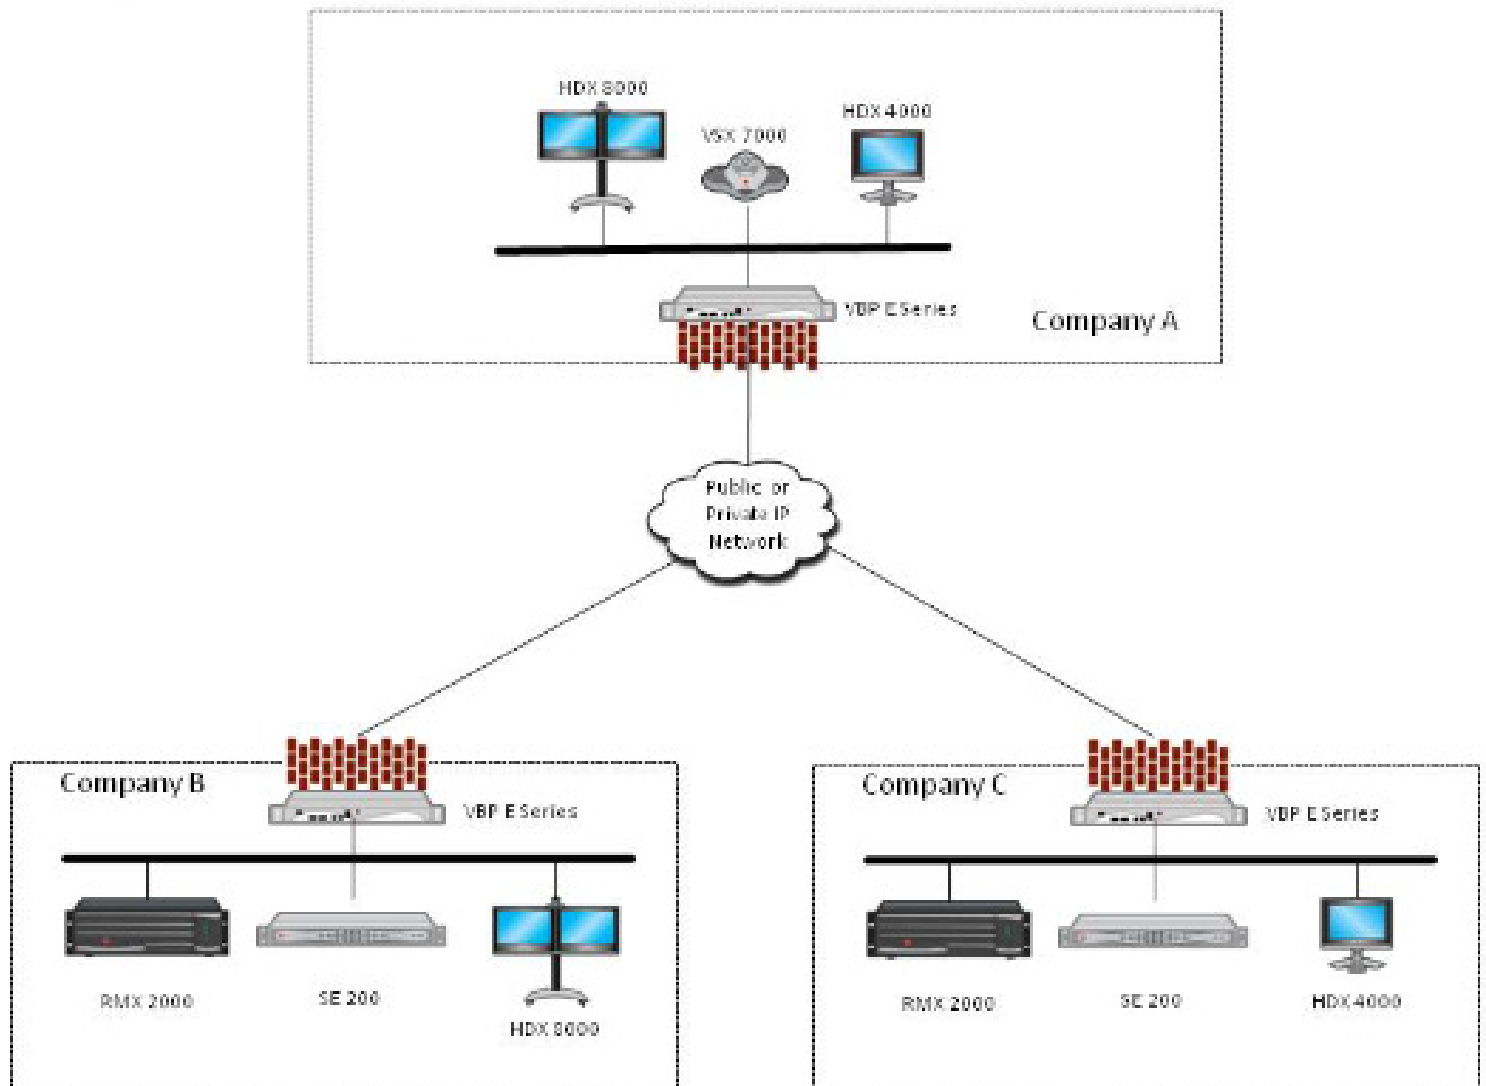 HDX 8000
VSX 7000
HDX 4000
VBP E Series
Company A
Public or
Private IP
Network
Company B
VBP E Series
RMX 2000
SE 200
HDX 8000
Company C
VBP E Series
RMX 2000
SE 200
HDX 4000